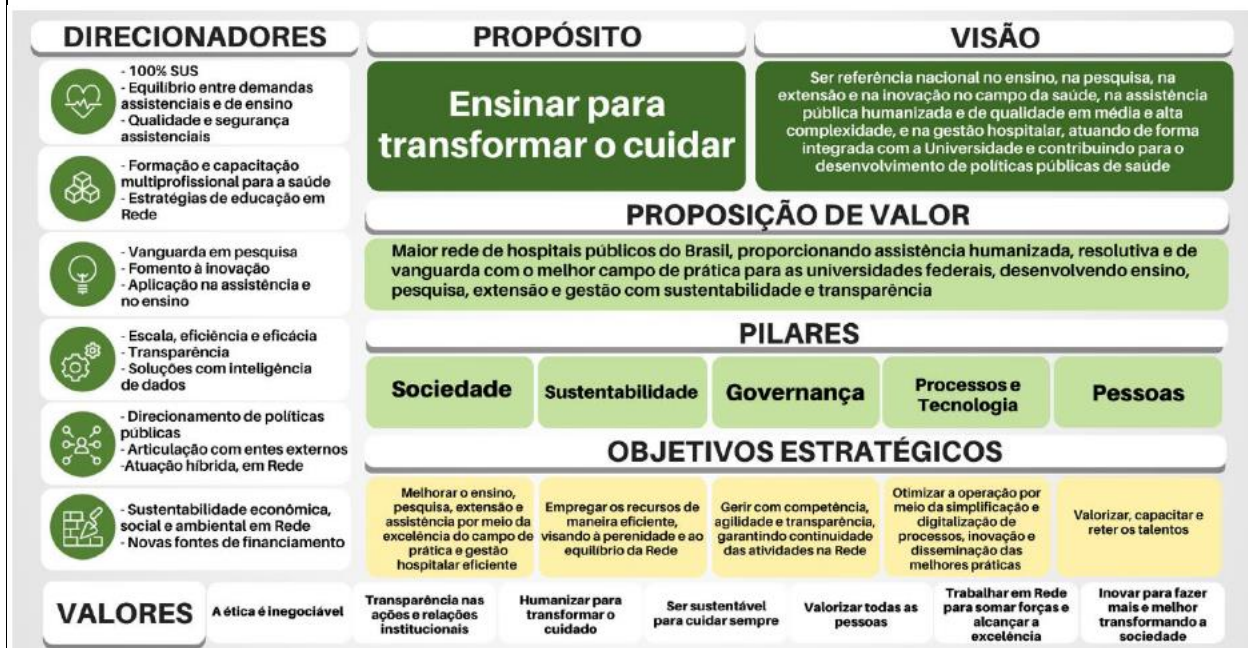 DIRECIONADORES
- 100% SUS
- Equilíbrio entre demandas
assistenciais e de ensino
- Qualidade e segurança
assistenciais
- Formação e capacitação
multiprofissional para a saúde
- Estratégias de educação em
Rede
- Vanguarda em pesquisa
- Fomento à inovação
- Aplicação na assistência e
no ensino
- Escala, eficiência e eficácia
- Transparência
- Soluções com inteligência
de dados
- Direcionamento de políticas
públicas
- Articulação com entes externos
-Atuação híbrida, em Rede
- Sustentabilidade econômica,
social e ambiental em Rede
- Novas fontes de financiamento
PROPÓSITO
Ensinar para
transformar o cuidar
VISÃO
Ser referência nacional no ensino, na pesquisa, na
extensão e na inovação no campo da saúde, na assistência
pública humanizada e de qualidade em média e alta
complexidade, e na gestão hospitalar, atuando de forma
integrada com a Universidade e contribuindo para o
desenvolvimento de políticas públicas de saúde
PROPOSIÇÃO DE VALOR
Maior rede de hospitais públicos do Brasil, proporcionando assistência humanizada, resolutiva e de
vanguarda com o melhor campo de prática para as universidades federais, desenvolvendo ensino,
pesquisa, extensão e gestão com sustentabilidade e transparência
PILARES
Sociedade
Sustentabilidade
Governança
Processos e
Tecnologia
Pessoas
OBJETIVOS ESTRATÉGICOS
Melhorar o ensino,
pesquisa, extensão e
assistência por meio da
excelência do campo de
prática e gestão
hospitalar eficiente
Empregar os recursos de
maneira eficiente,
visando à perenidade e ao
equilíbrio da Rede
Gerir com competência,
agilidade e transparência,
garantindo continuidade
das atividades na Rede
Otimizar a operação por
meio da simplificação e
digitalização de
processos, inovação e
disseminação das
melhores práticas
Valorizar, capacitar e
reter os talentos
VALORES
A ética é inegociável
Transparência nas
ações e relações
institucionais
Humanizar para
transformar o
cuidado
Ser sustentável
para cuidar sempre
Valorizar todas as
pessoas
Trabalhar em Rede
para somar forças e
alcançar a
excelência
Inovar para fazer
mais e melhor
transformando a
sociedade